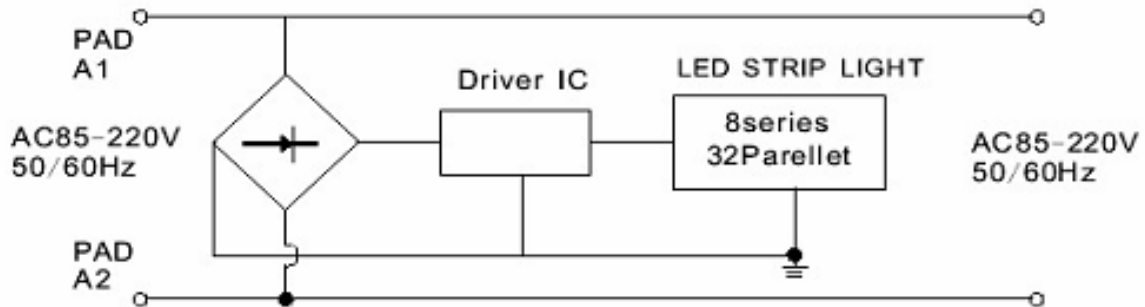 PAD
A1
Driver IC
LED STRIP LIGHT
8series
32Parellet
AC85-220V
50/60Hz
AC85-220V
50/60Hz
PAD
A2